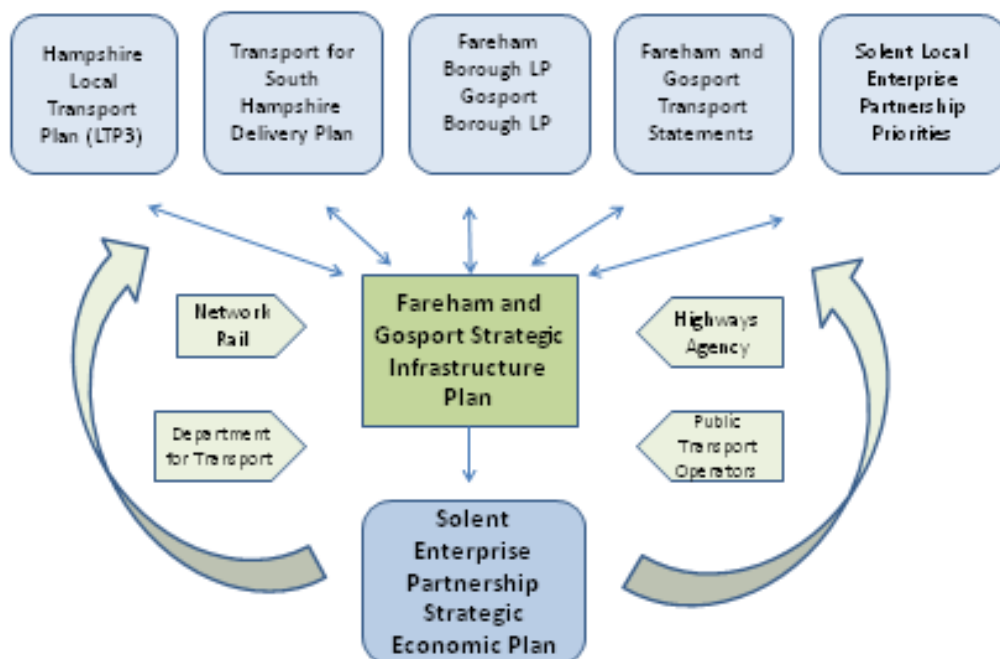 Hampshire
Local
Transport
Plan (LTP3)
Transport for
South
Hampshire
Delivery Plan
Fareham
Borough LP
Gosport
Borough LP
Fareham and
Gosport
Transport
Statements
Solent Local
Enterprise
Partnership
Priorities
Network
Rail
Fareham and
Gosport Strategic
Infrastructure
Plan
Highways
Agency
Department
for Transport
Public
Transport
Operators
Solent
Enterprise
Partnership
Strategic
Economic Plan